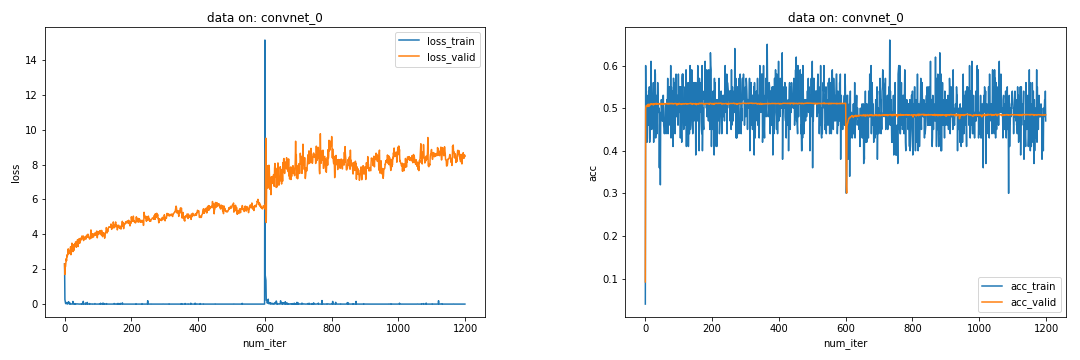 data on: convnet_0
loss
14
12
10
8
6
4
2
0
0
200
400
600
800
1000
1200
num_iter
loss_train
loss_valid
data on: convnet_0
acc
0.6
0.5
0.4
0.3
0.2
0.1
0
200
400
600
800
1000
1200
num_iter
acc_train
acc_valid